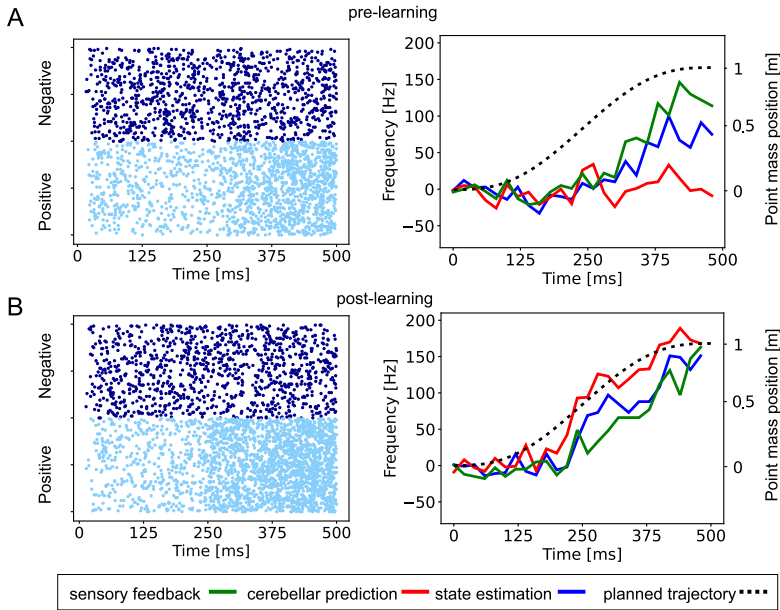 A
pre-learning
Negative
Positive
0
125
250
375
500
Time [ms]
Frequency [Hz]
200
150
100
50
0
−50
0
125
250
375
500
Time [ms]
1
0,5
0
Point mass position [m]
B
post-learning
Negative
Positive
0
125
250
375
500
Time [ms]
Frequency [Hz]
200
150
100
50
0
−50
0
125
250
375
500
Time [ms]
1
0,5
0
Point mass position [m]
sensory feedback cerebellar prediction state estimation planned trajectory